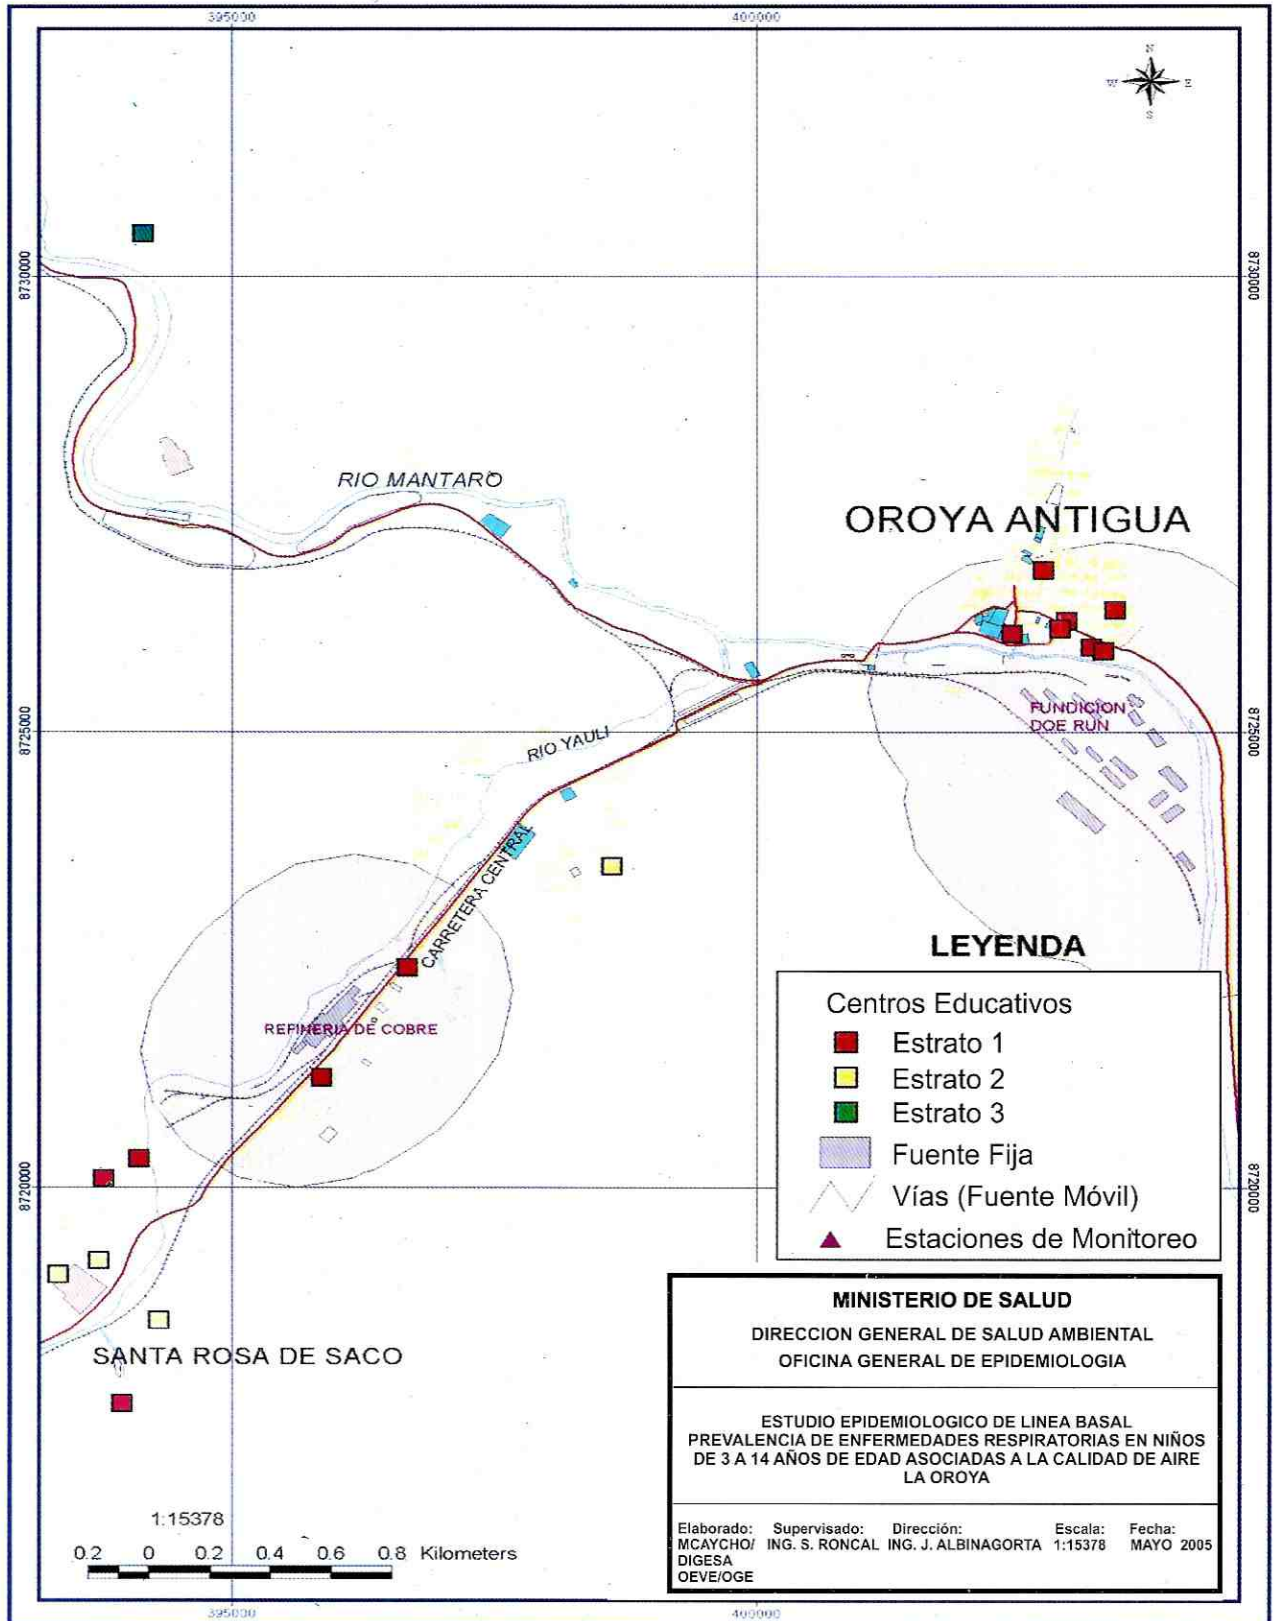 395000
400000
N
W
E
S
8730000
8730000
RIO MANTARO
OROYA ANTIGUA
FUNDICION
DOE RUN
8725000
8725000
RIO YAULI
CARRETERA CENTRAL
REFINERIA DE COBRE
LEYENDA
Centros Educativos
Estrato 1
Estrato 2
Estrato 3
Fuente Fija
Vías (Fuente Móvil)
Estaciones de Monitoreo
8720000
8720000
SANTA ROSA DE SACO
MINISTERIO DE SALUD
DIRECCION GENERAL DE SALUD AMBIENTAL
OFICINA GENERAL DE EPIDEMIOLOGIA
ESTUDIO EPIDEMIOLOGICO DE LINEA BASAL
PREVALENCIA DE ENFERMEDADES RESPIRATORIAS EN NIÑOS
DE 3 A 14 AÑOS DE EDAD ASOCIADAS A LA CALIDAD DE AIRE
LA OROYA
Elaborado: Supervisado: Dirección: Escala: Fecha:
MCAYCHO/ ING. S. RONCAL ING. J. ALBINAGORTA 1:15378 MAYO 2005
DIGESA
OEVE/OGE
1:15378
0.2 0 0.2 0.4 0.6 0.8 Kilometers
395000
400000